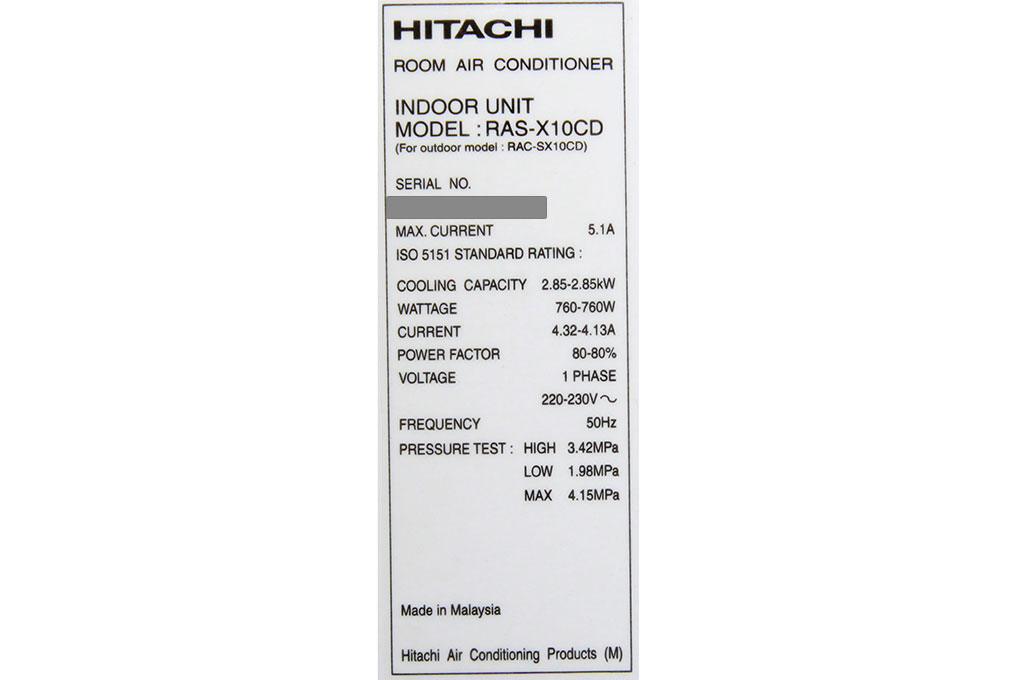 HITACHI
ROOM AIR CONDITIONER
INDOOR UNIT
MODEL : RAS-X10CD
(For outdoor model : RAC-SX10CD)
SERIAL NO.
MAX. CURRENT 5.1A
ISO 5151 STANDARD RATING :
COOLING CAPACITY 2.85-2.85kW
WATTAGE 760-760W
CURRENT 4.32-4.13A
POWER FACTOR 80-80%
VOLTAGE 1 PHASE
220-230V～
FREQUENCY 50Hz
PRESSURE TEST : HIGH 3.42MPa
LOW 1.98MPa
MAX 4.15MPa
Made in Malaysia
Hitachi Air Conditioning Products (M)